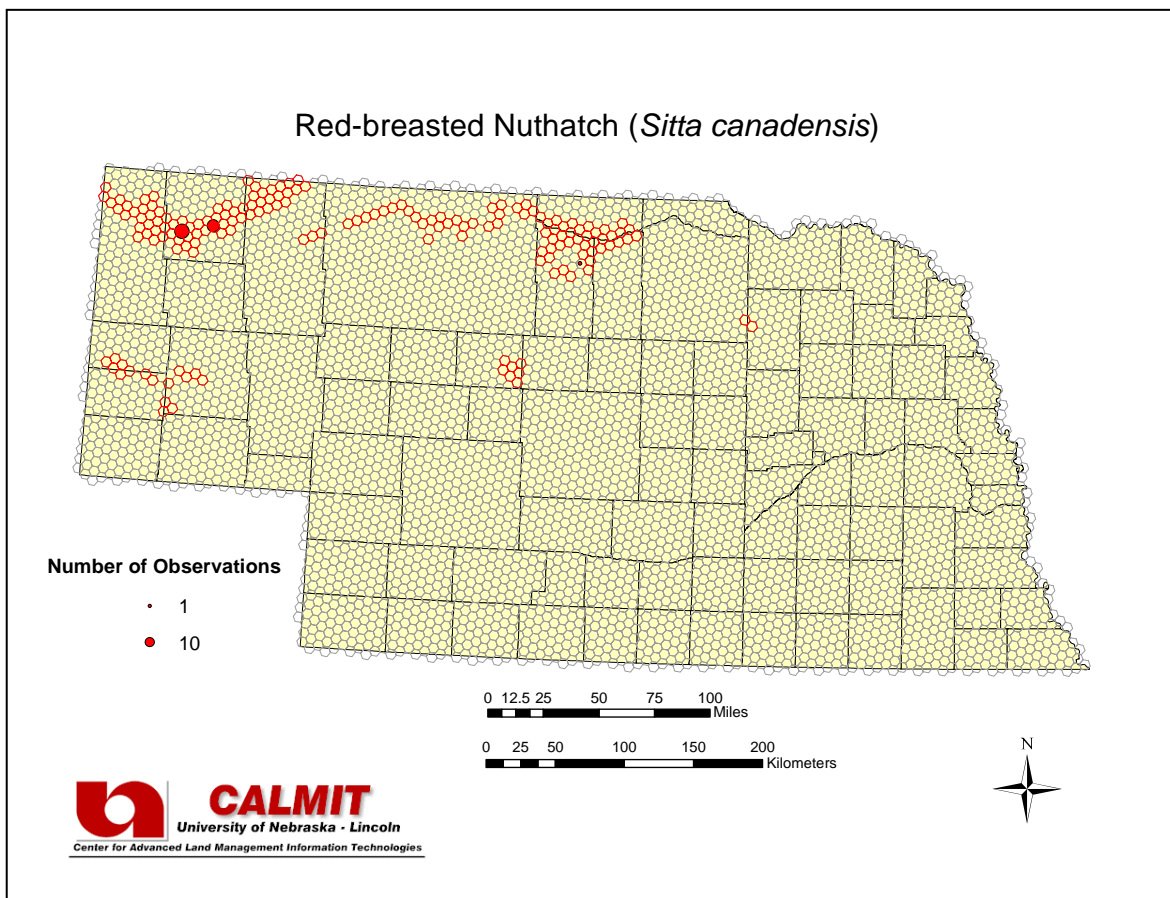 Red-breasted Nuthatch (Sitta canadensis)
Number of Observations
1
10
0 12.5 25 50 75 100
Miles
0 25 50 100 150 200
Kilometers
N
CALMIT
University of Nebraska - Lincoln
Center for Advanced Land Management Information Technologies